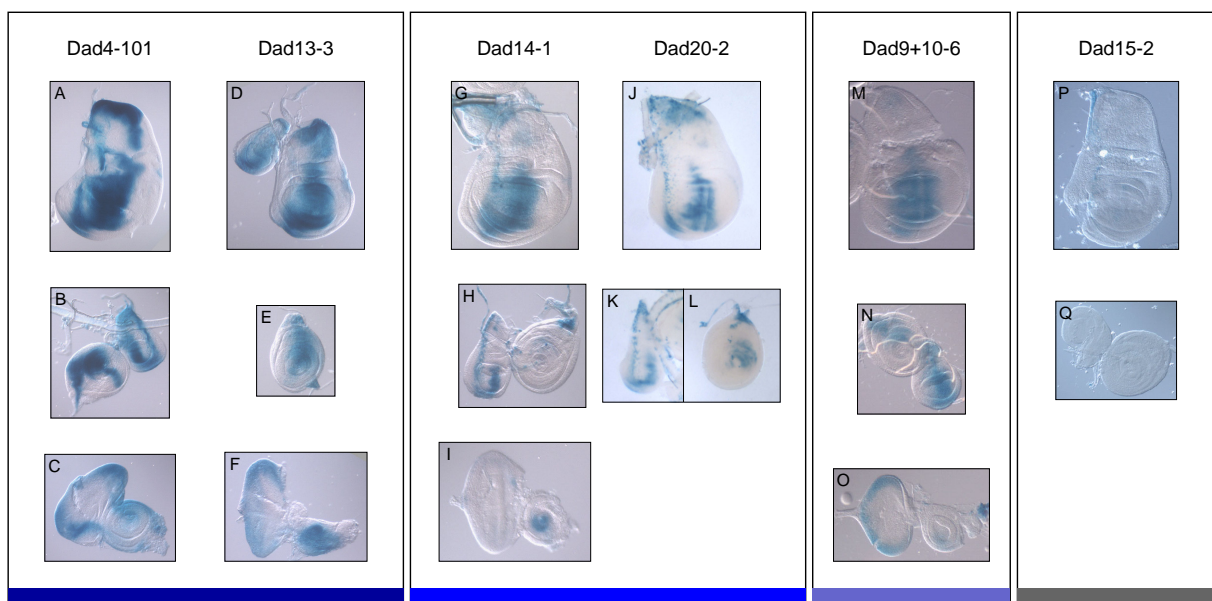 Dad4-101 Dad13-3 Dad14-1 Dad20-2 Dad9+10-6 Dad15-2
A D G J M P
B E H K L N Q
C F I O